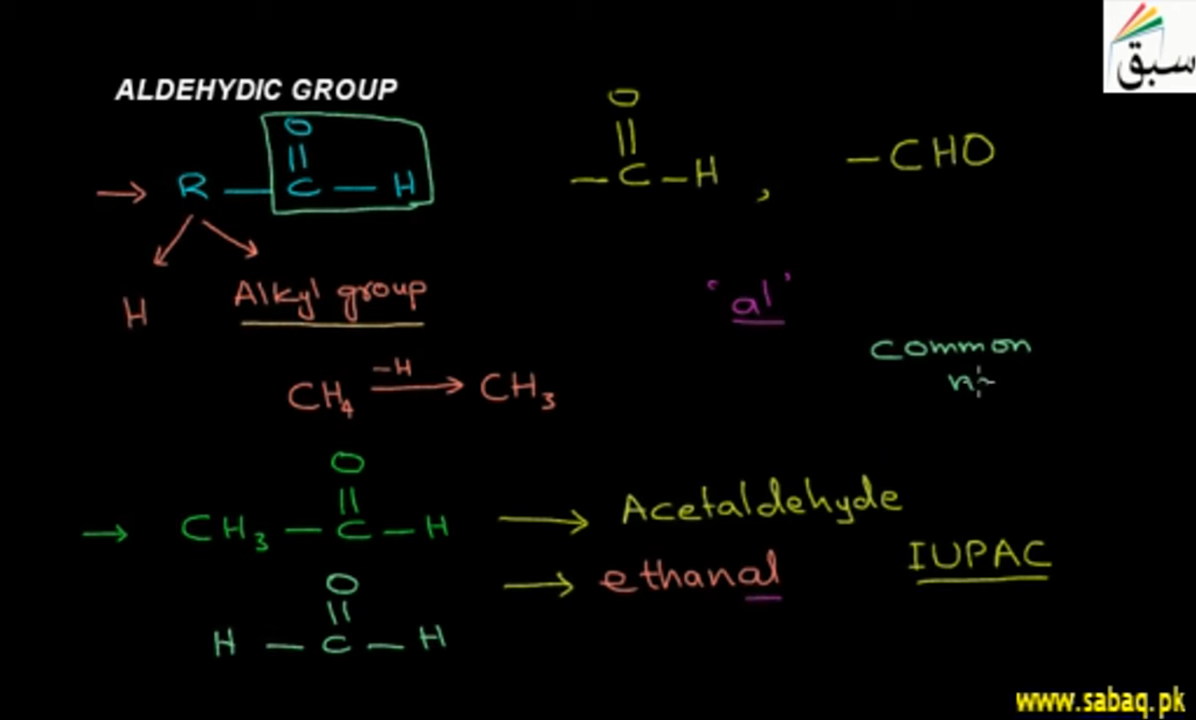 سبق
ALDEHYDIC GROUP
O
||
→ R — C — H
O
||
— C — H , — CHO
H Alkyl group
'al'
Common
CH₄ —H→ CH₃
O
||
→ CH₃ — C — H → Acetaldehyde
→ ethanal IUPAC
O
||
H — C — H
www.sabaq.pk